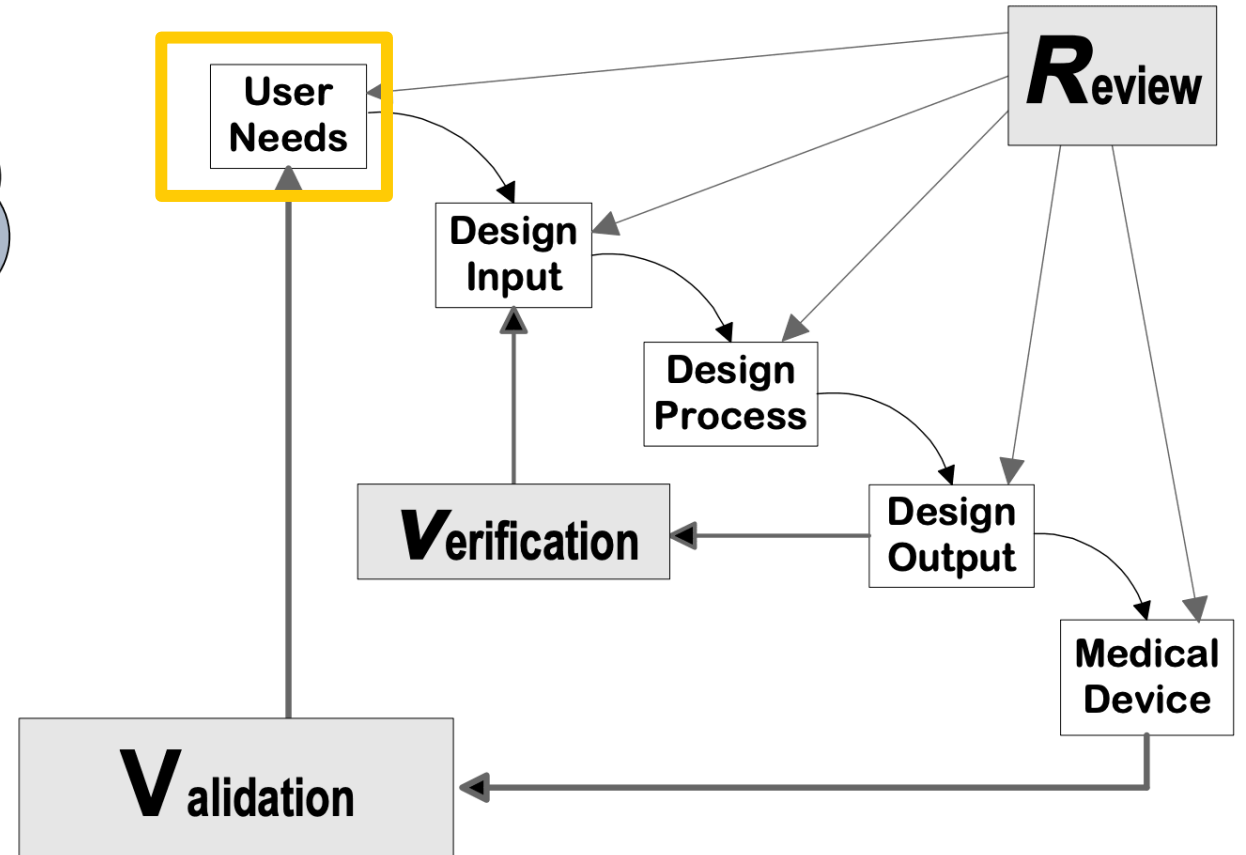 User
Needs
Review
Design
Input
Design
Process
Verification
Design
Output
Medical
Device
Validation